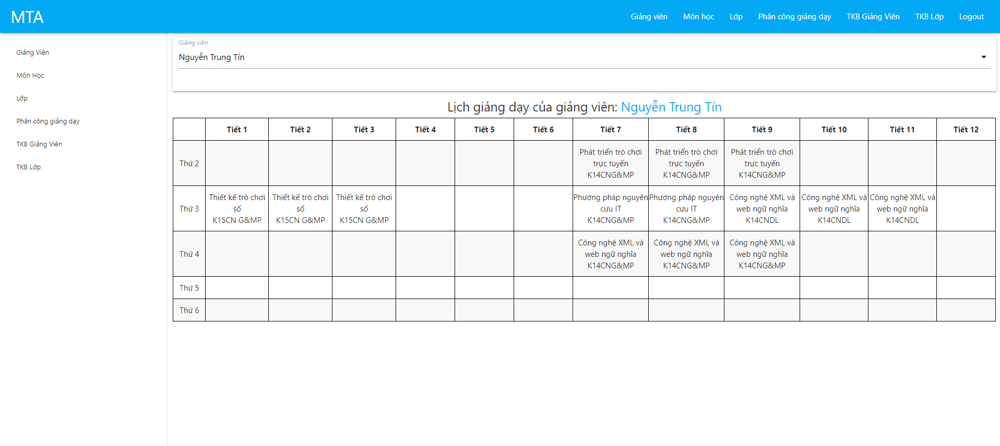 MTA
Giảng viên Môn học Lớp Phân công giảng dạy TKB Giảng Viên TKB Lớp Logout
Giảng Viên
Môn Học
Lớp
Phân công giảng dạy
TKB Giảng Viên
TKB Lớp
Giảng viên
Nguyễn Trung Tín
Lịch giảng dạy của giảng viên: Nguyễn Trung Tín
Tiết 1 Tiết 2 Tiết 3 Tiết 4 Tiết 5 Tiết 6 Tiết 7 Tiết 8 Tiết 9 Tiết 10 Tiết 11 Tiết 12
Thứ 2
Phát triển trò chơi
trực tuyến
K14CNG&MP
Phát triển trò chơi
trực tuyến
K14CNG&MP
Phát triển trò chơi
trực tuyến
K14CNG&MP
Thứ 3
Thiết kế trò chơi
số
K15CN G&MP
Thiết kế trò chơi
số
K15CN G&MP
Thiết kế trò chơi
số
K15CN G&MP
Phương pháp nguyên
cưu IT
K14CNG&MP
Phương pháp nguyên
cưu IT
K14CNG&MP
Công nghệ XML và
web ngữ nghĩa
K14CNDL
Công nghệ XML và
web ngữ nghĩa
K14CNDL
Công nghệ XML và
web ngữ nghĩa
K14CNDL
Thứ 4
Công nghệ XML và
web ngữ nghĩa
K14CNG&MP
Công nghệ XML và
web ngữ nghĩa
K14CNG&MP
Công nghệ XML và
web ngữ nghĩa
K14CNG&MP
Thứ 5
Thứ 6